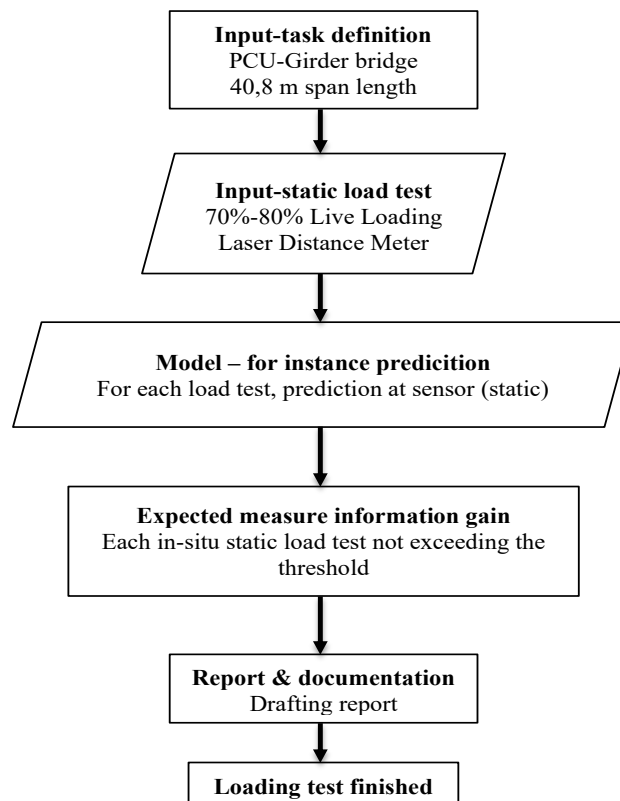 Input-task definition
PCU-Girder bridge
40,8 m span length
Input-static load test
70%-80% Live Loading
Laser Distance Meter
Model – for instance predicition
For each load test, prediction at sensor (static)
Expected measure information gain
Each in-situ static load test not exceeding the
threshold
Report & documentation
Drafting report
Loading test finished